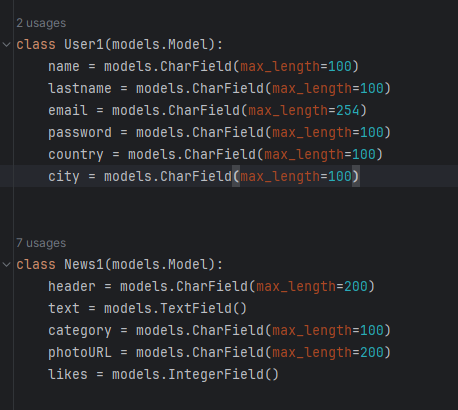 2 usages
class User1(models.Model):
    name = models.CharField(max_length=100)
    lastname = models.CharField(max_length=100)
    email = models.CharField(max_length=254)
    password = models.CharField(max_length=100)
    country = models.CharField(max_length=100)
    city = models.CharField(max_length=100)
7 usages
class News1(models.Model):
    header = models.CharField(max_length=200)
    text = models.TextField()
    category = models.CharField(max_length=100)
    photoURL = models.CharField(max_length=200)
    likes = models.IntegerField()